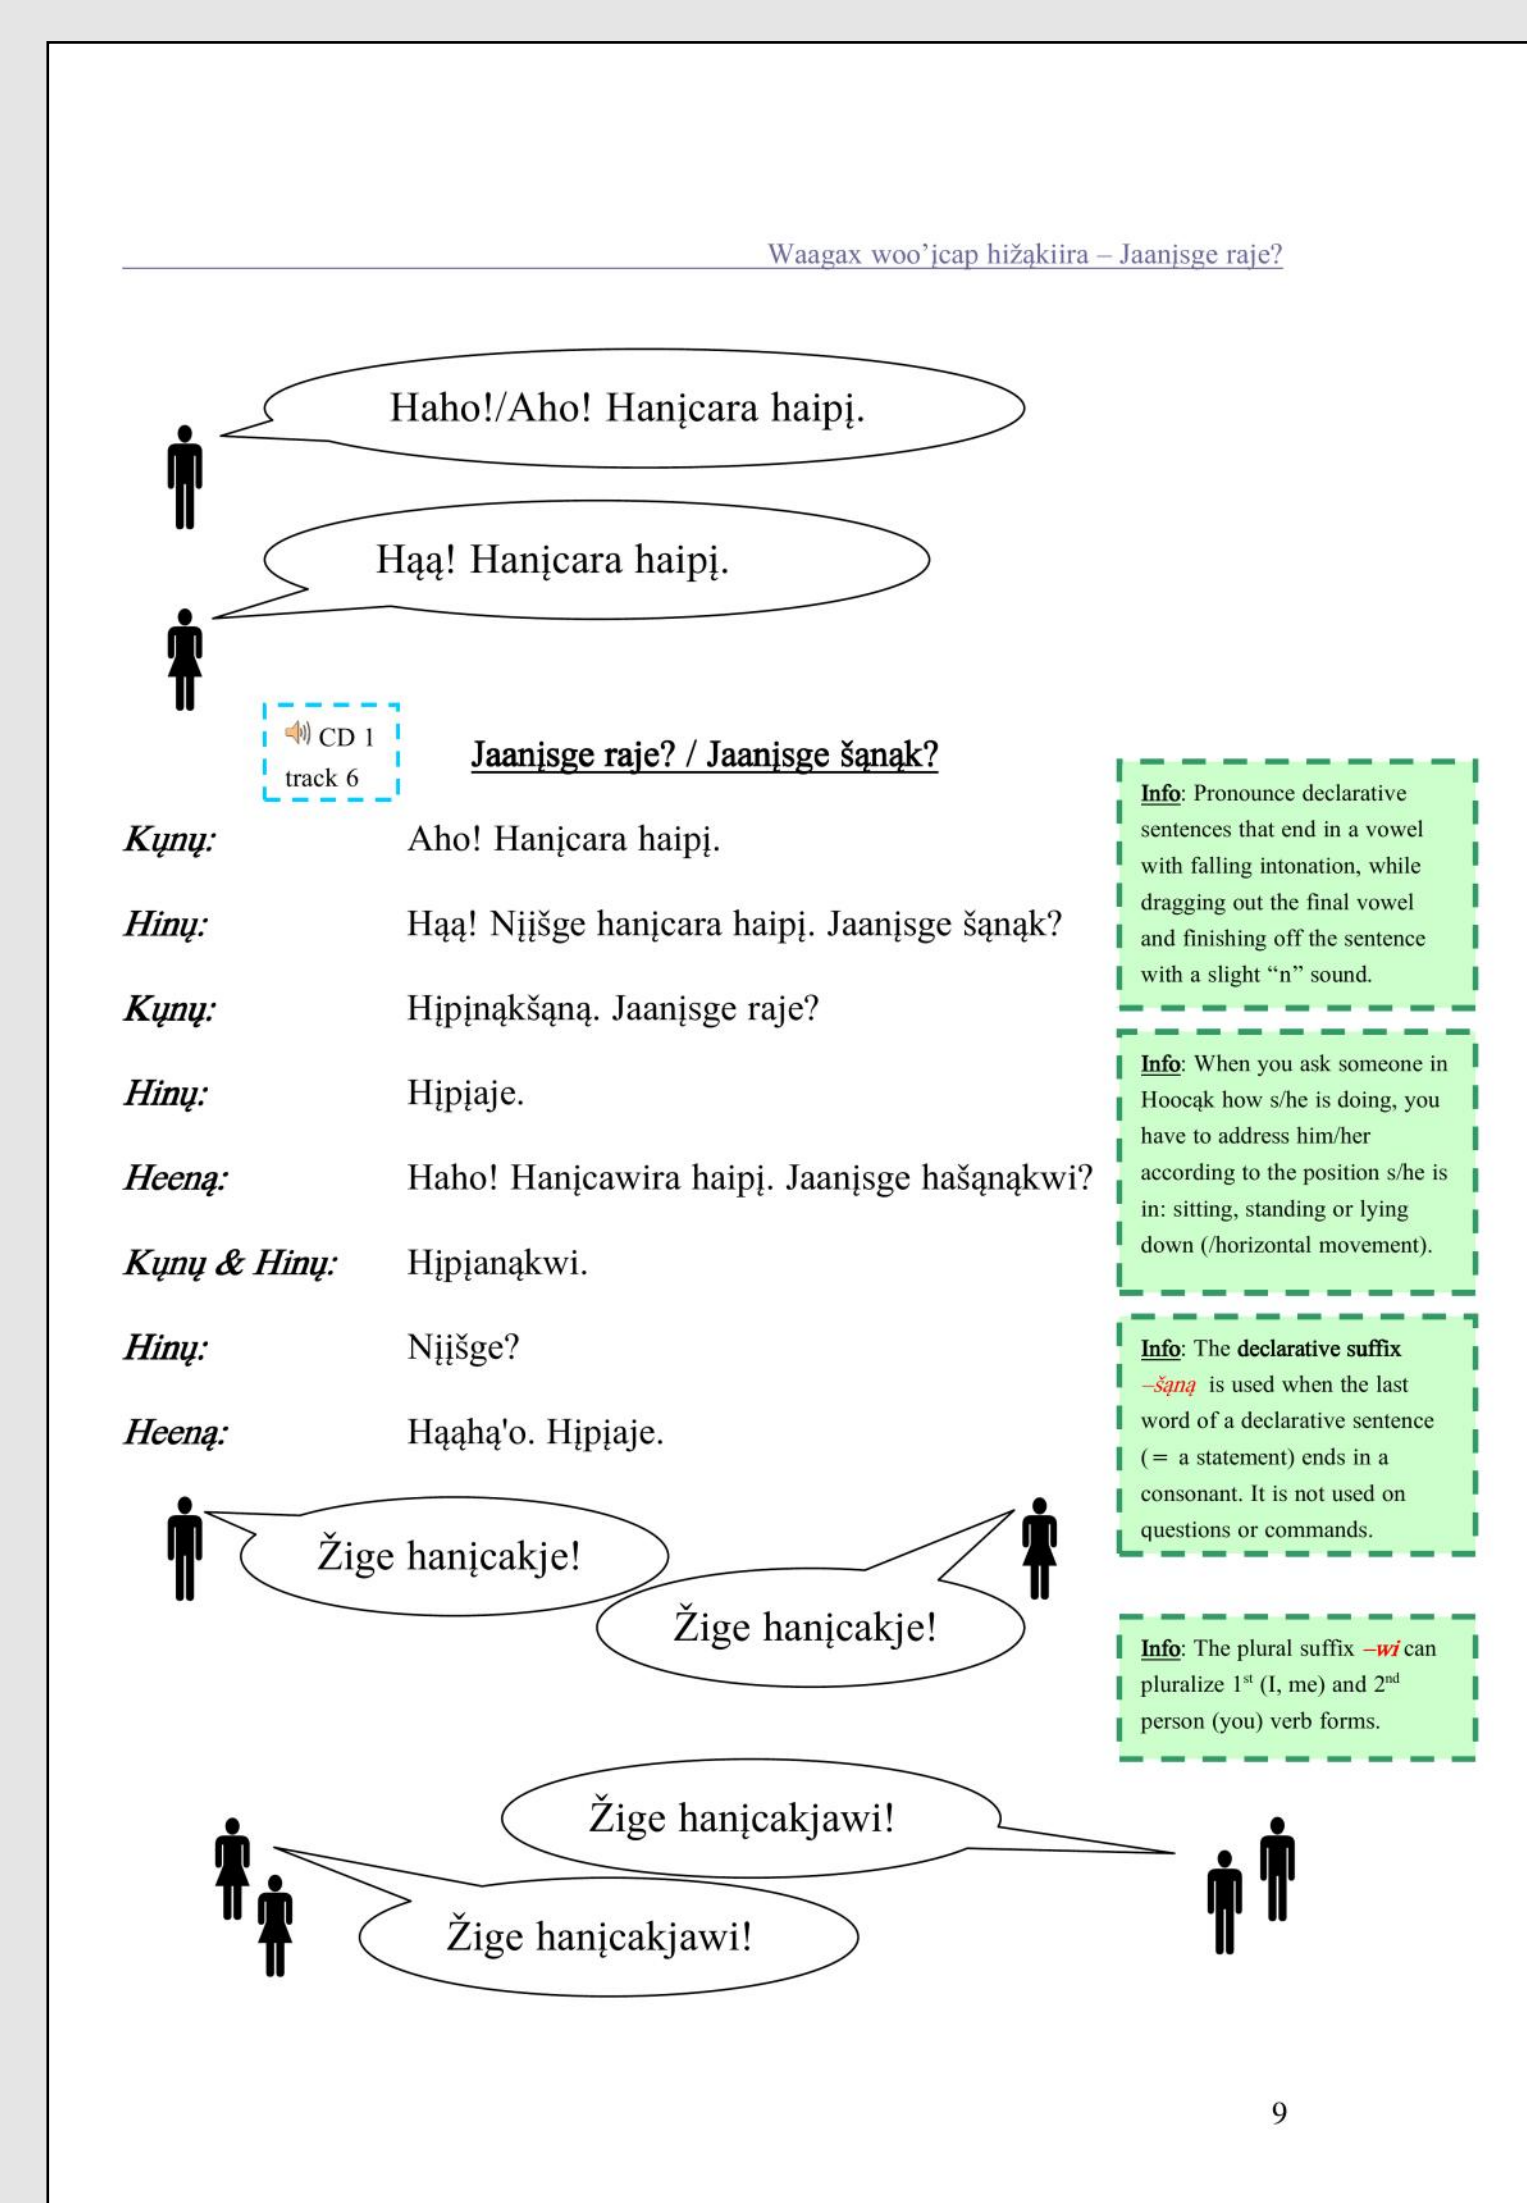 Waagax woo’įcap hižąkiira – Jaanįsge raje?
Haho!/Aho! Hanįcara haipį.
Hąą! Hanįcara haipį.
CD 1
track 6
Jaanįsge raje? / Jaanįsge šąnąk?
Kųnų: Aho! Hanįcara haipį.
Hinų: Hąą! Nįįšge hanįcara haipį. Jaanįsge šąnąk?
Kųnų: Hįpįnąkšąną. Jaanįsge raje?
Hinų: Hįpįaje.
Heeną: Haho! Hanįcawira haipį. Jaanįsge hašąnąkwi?
Kųnų & Hinų: Hįpįanąkwi.
Hinų: Nįįšge?
Heeną: Hąąhą'o. Hįpįaje.
Info: Pronounce declarative
sentences that end in a vowel
with falling intonation, while
dragging out the final vowel
and finishing off the sentence
with a slight “n” sound.
Info: When you ask someone in
Hoocąk how s/he is doing, you
have to address him/her
according to the position s/he is
in: sitting, standing or lying
down (/horizontal movement).
Info: The declarative suffix
–šąną is used when the last
word of a declarative sentence
(= a statement) ends in a
consonant. It is not used on
questions or commands.
Info: The plural suffix –wi can
pluralize 1st (I, me) and 2nd
person (you) verb forms.
Žige hanįcakje!
Žige hanįcakje!
Žige hanįcakjawi!
Žige hanįcakjawi!
9